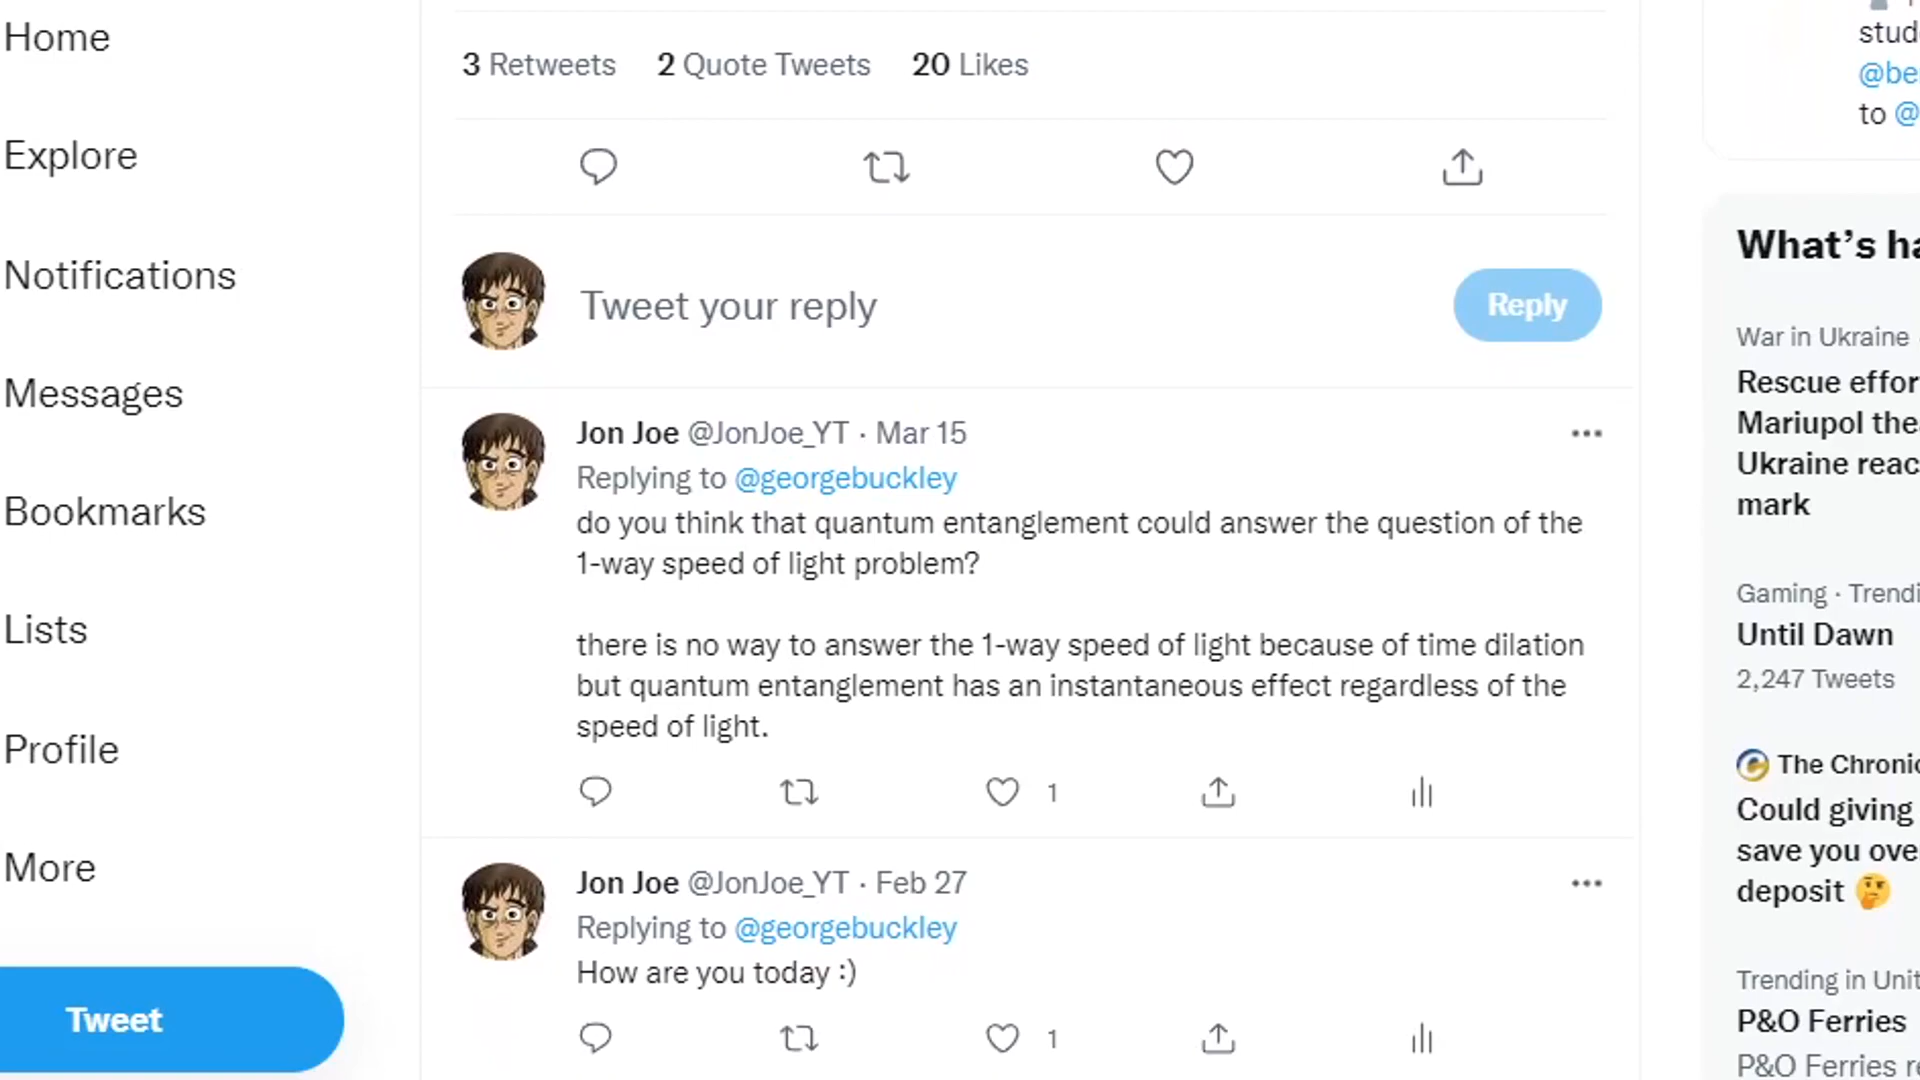 Home
Explore
Notifications
Messages
Bookmarks
Lists
Profile
More
Tweet
3 Retweets 2 Quote Tweets 20 Likes
Tweet your reply
Reply
Jon Joe @JonJoe_YT · Mar 15
Replying to @georgebuckley
do you think that quantum entanglement could answer the question of the
1-way speed of light problem?
there is no way to answer the 1-way speed of light because of time dilation
but quantum entanglement has an instantaneous effect regardless of the
speed of light.
1
Jon Joe @JonJoe_YT · Feb 27
Replying to @georgebuckley
How are you today :)
1
stud
@be
to @
What's ha
War in Ukraine
Rescue effor
Mariupol the
Ukraine reac
mark
Gaming · Trendi
Until Dawn
2,247 Tweets
The Chronic
Could giving
save you ove
deposit 🤔
Trending in Unit
P&O Ferries
P&O Ferries re